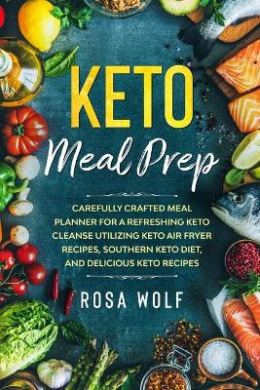 KETO
Meal Prep
CAREFULLY CRAFTED MEAL
PLANNER FOR A REFRESHING KETO
CLEANSE UTILIZING KETO AIR FRYER
RECIPES, SOUTHERN KETO DIET,
AND DELICIOUS KETO RECIPES
ROSA WOLF